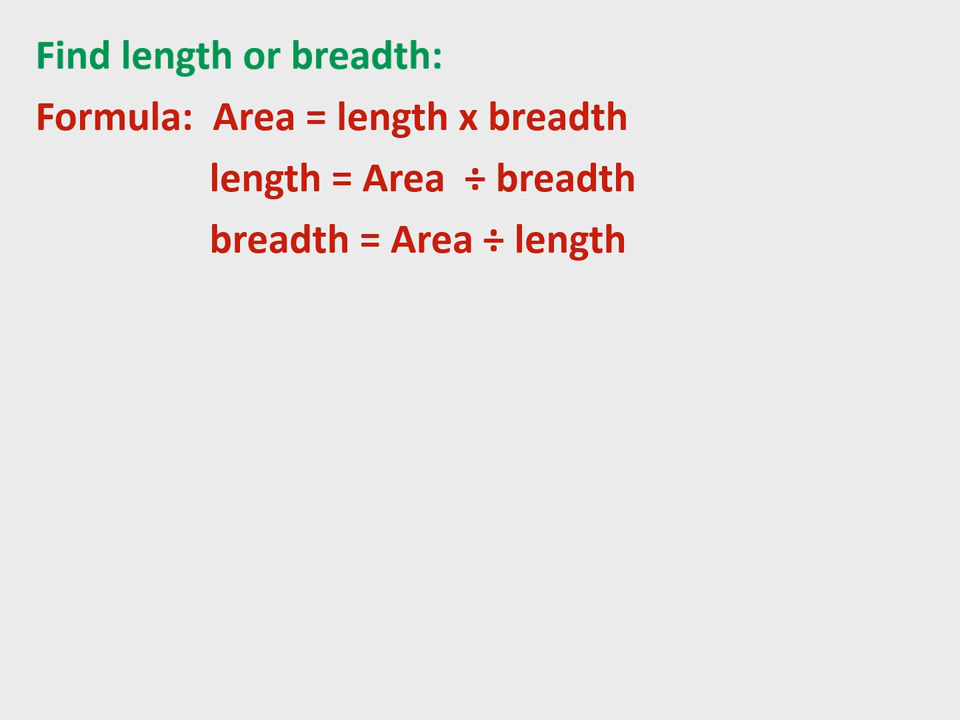 Find length or breadth:
Formula:  Area = length x breadth
length = Area  ÷ breadth
breadth = Area ÷ length